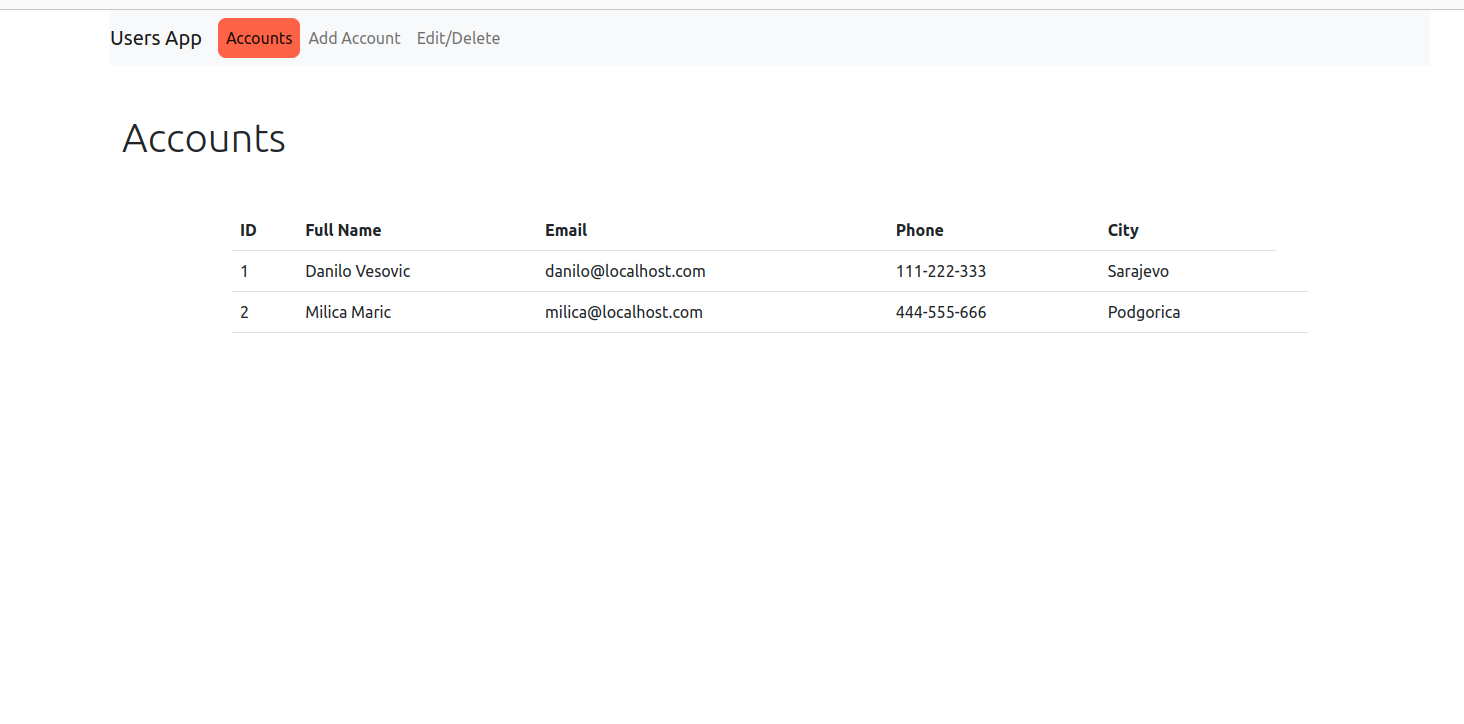 Users App Accounts Add Account Edit/Delete
Accounts
ID Full Name Email Phone City
1 Danilo Vesovic danilo@localhost.com 111-222-333 Sarajevo
2 Milica Maric milica@localhost.com 444-555-666 Podgorica